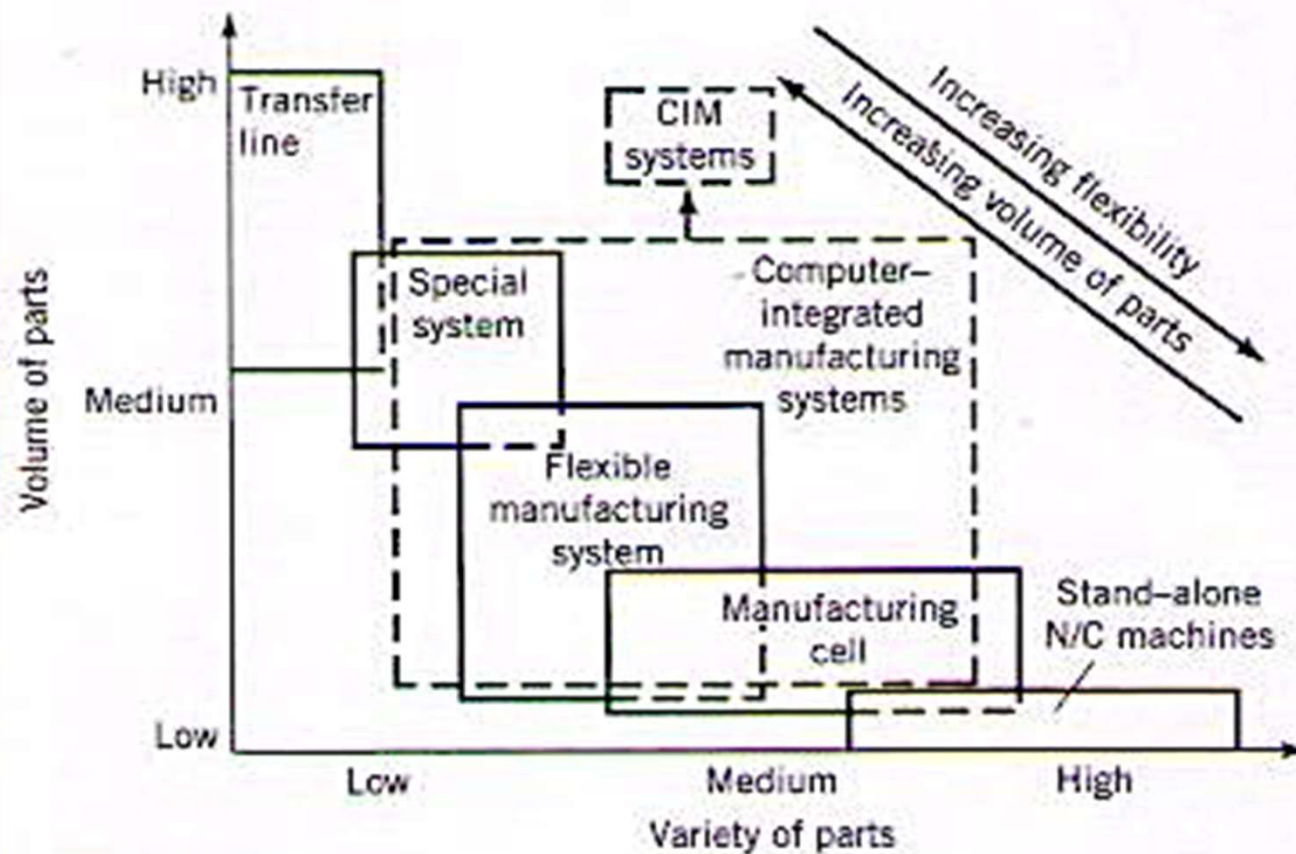 High
Transfer
line
CIM
systems
Increasing flexibility
Increasing volume of parts
Special
system
Computer–
integrated
manufacturing
systems
Volume of parts
Medium
Flexible
manufacturing
system
Manufacturing
cell
Stand–alone
N/C machines
Low
Low
Medium
High
Variety of parts